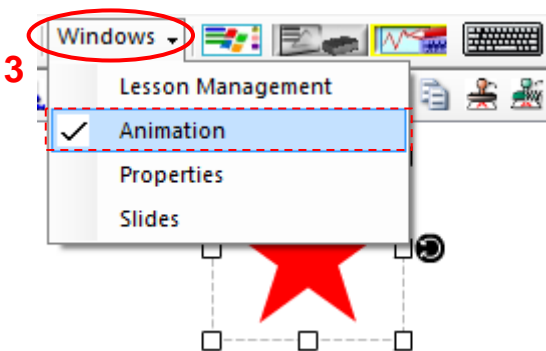 Windows
3
Lesson Management
Animation
Properties
Slides